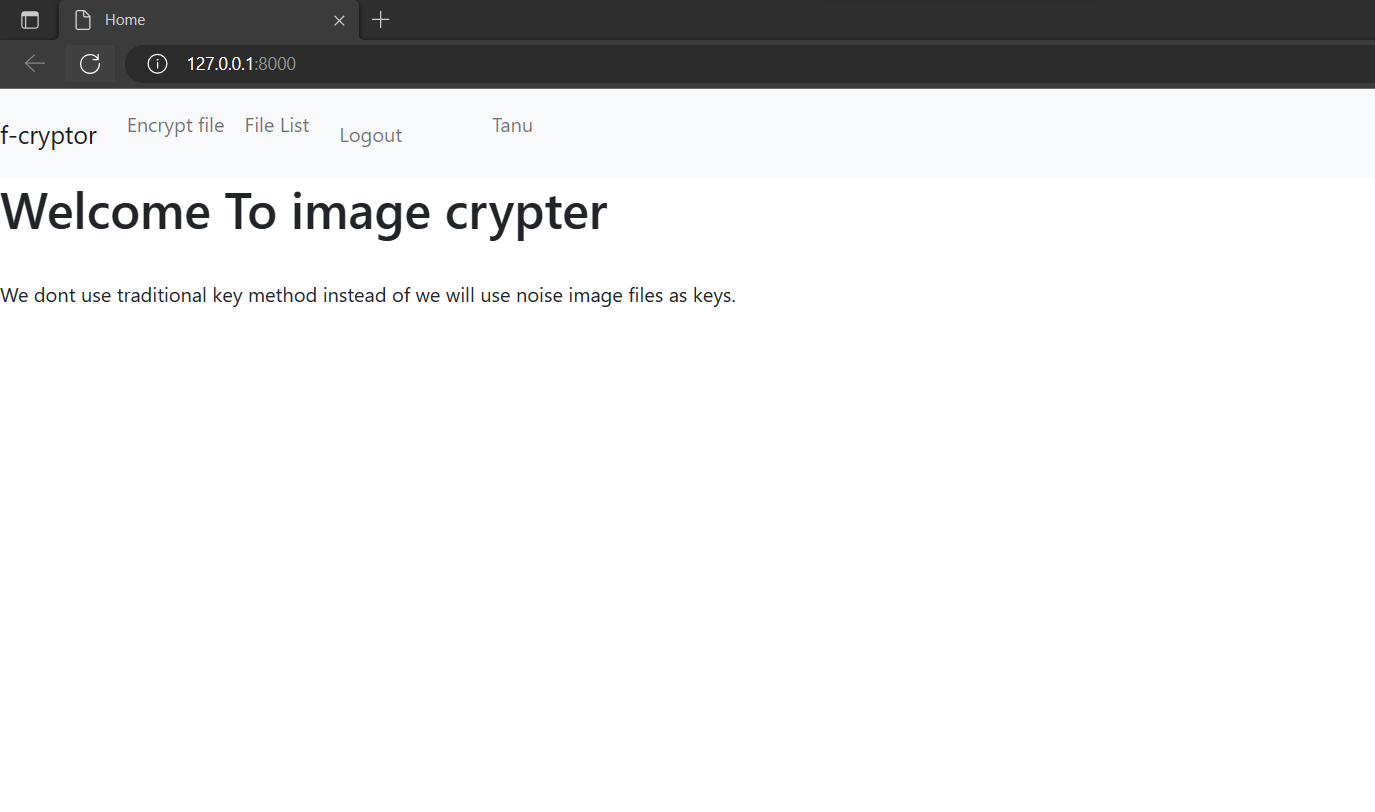 Home
127.0.0.1:8000
f-cryptor Encrypt file File List Logout Tanu
Welcome To image crypter
We dont use traditional key method instead of we will use noise image files as keys.